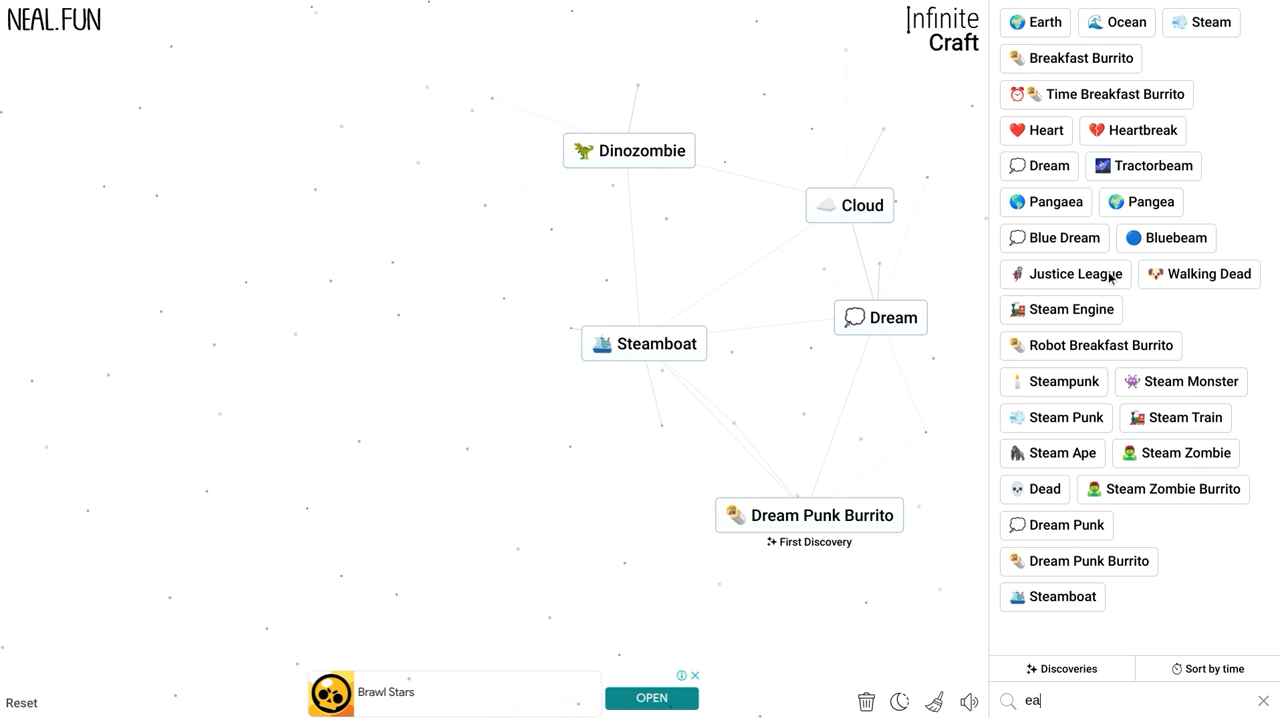 NEAL.FUN
Infinite
Craft
Dinozombie
Cloud
Dream
Steamboat
Dream Punk Burrito
First Discovery
Earth
Ocean
Steam
Breakfast Burrito
Time Breakfast Burrito
Heart
Heartbreak
Dream
Tractorbeam
Pangaea
Pangea
Blue Dream
Bluebeam
Justice League
Walking Dead
Steam Engine
Robot Breakfast Burrito
Steampunk
Steam Monster
Steam Punk
Steam Train
Steam Ape
Steam Zombie
Dead
Steam Zombie Burrito
Dream Punk
Dream Punk Burrito
Steamboat
Discoveries
Sort by time
ea
Brawl Stars
OPEN
Reset